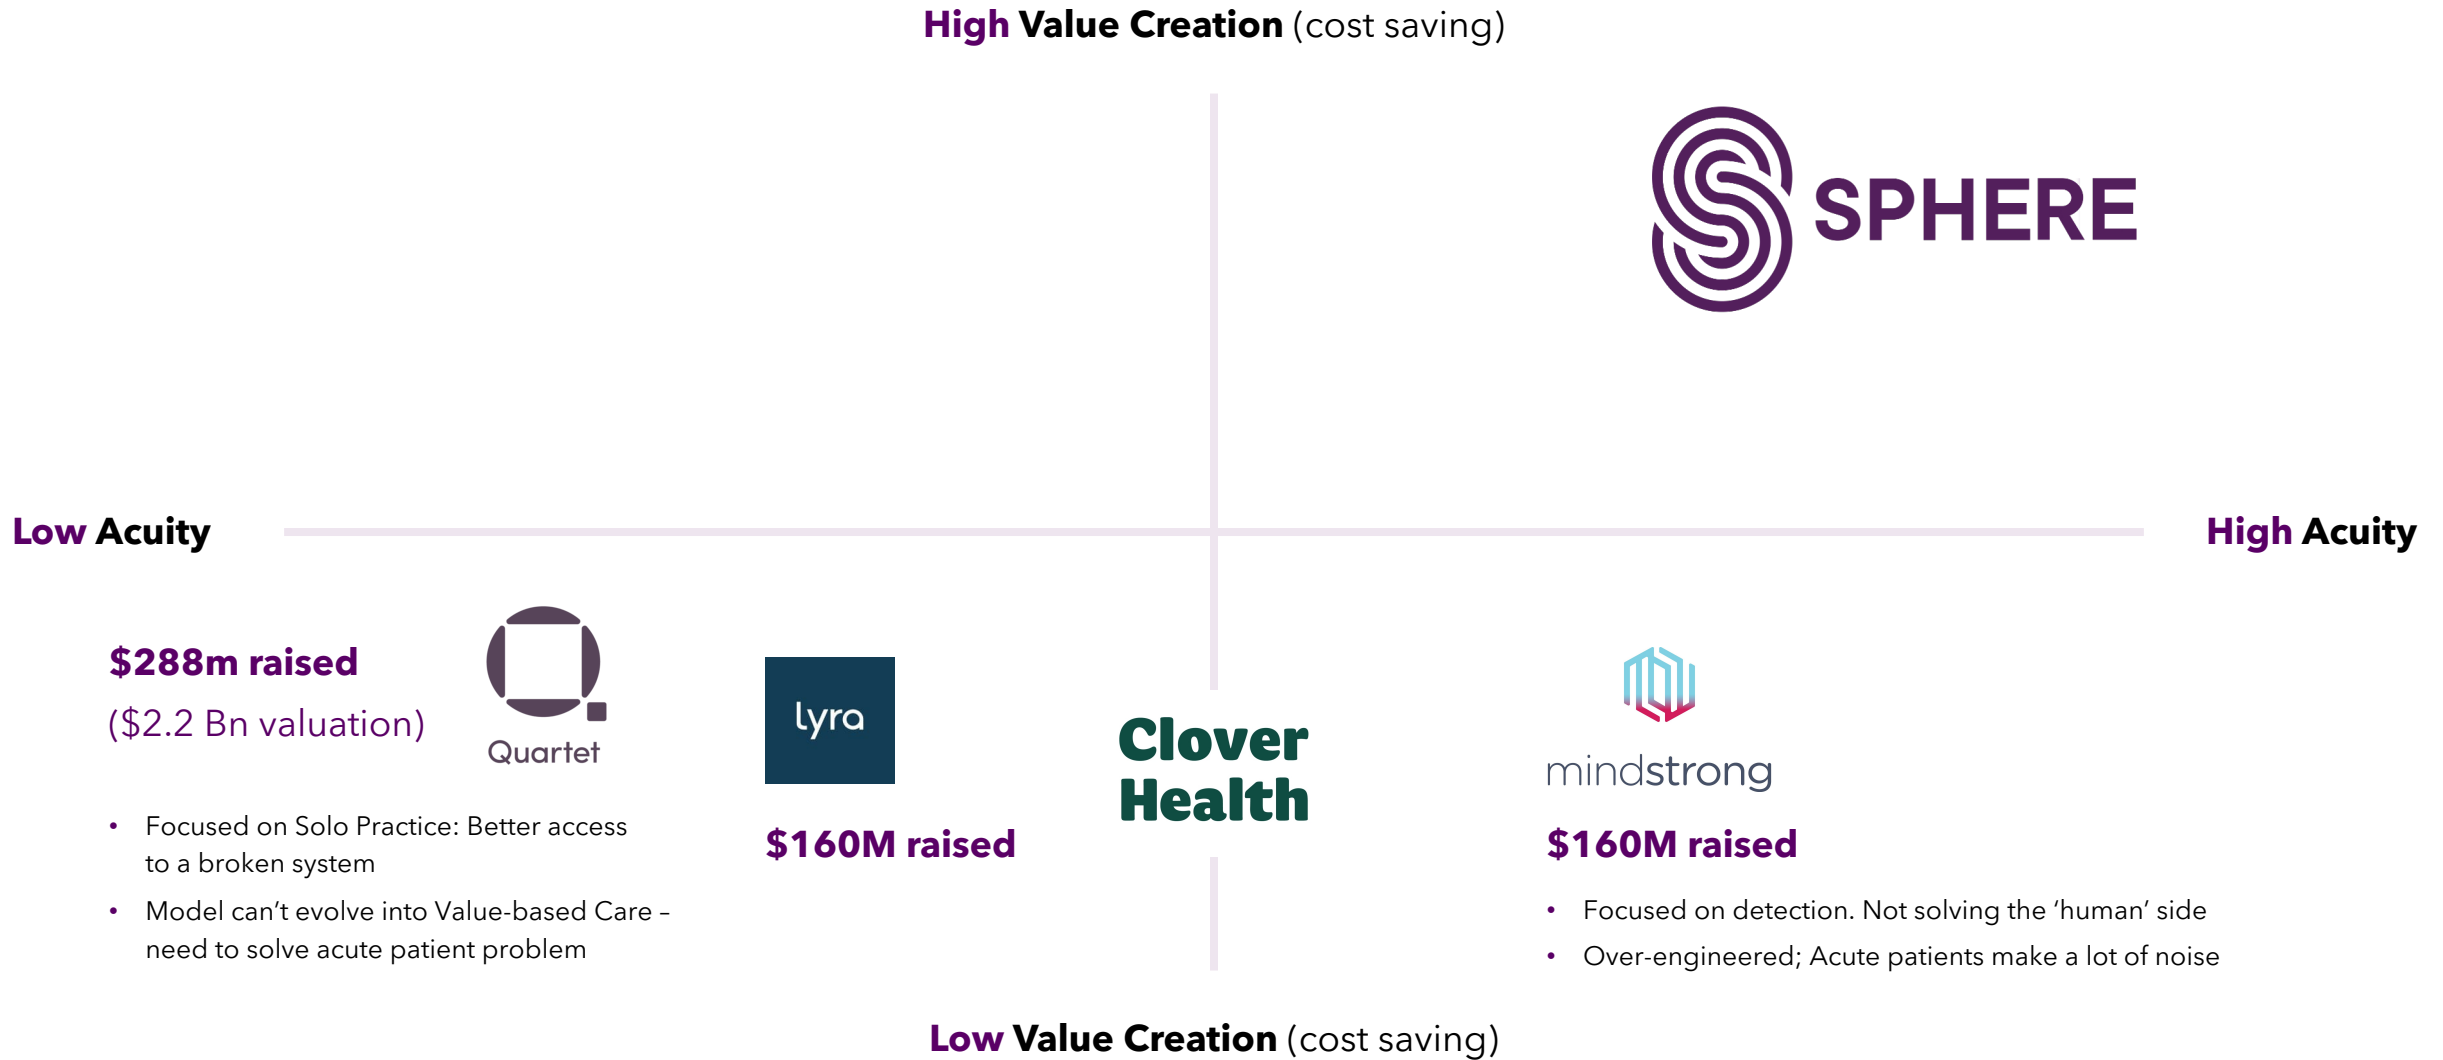 High Value Creation (cost saving)
SPHERE
Low Acuity
High Acuity
$288m raised
($2.2 Bn valuation)
Quartet
• Focused on Solo Practice: Better access
to a broken system
• Model can’t evolve into Value-based Care –
need to solve acute patient problem
Lyra
$160M raised
Clover
Health
mindstrong
$160M raised
• Focused on detection. Not solving the ‘human’ side
• Over-engineered; Acute patients make a lot of noise
Low Value Creation (cost saving)